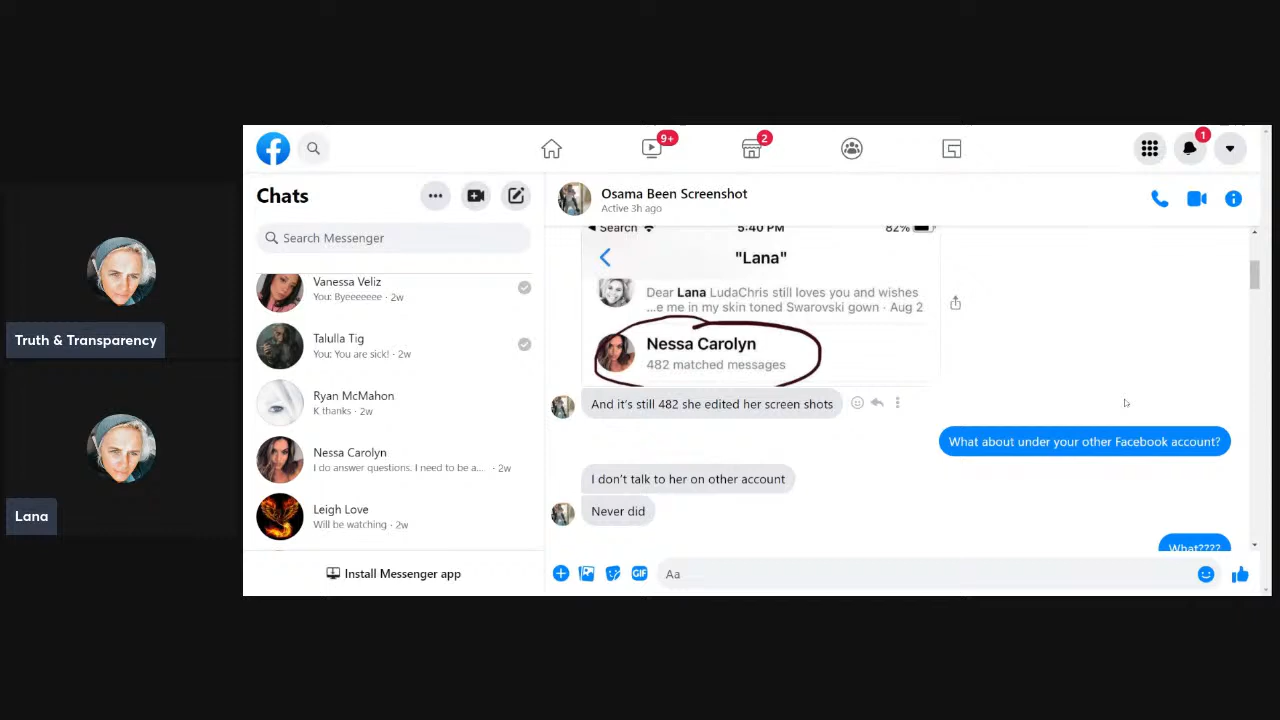 Truth & Transparency
Lana
9+
2
1
Chats
Search Messenger
Vanessa Veliz
You: Byeeeeee · 2w
Talulla Tig
You: You are sick! · 2w
Ryan McMahon
K thanks · 2w
Nessa Carolyn
I do answer questions. I need to be a... · 2w
Leigh Love
Will be watching · 2w
Install Messenger app
Osama Been Screenshot
Active 3h ago
Search 5:40 PM 82%
"Lana"
Dear Lana LudaChris still loves you and wishes
...e me in my skin toned Swarovski gown · Aug 2
Nessa Carolyn
482 matched messages
And it's still 482 she edited her screen shots
What about under your other Facebook account?
I don't talk to her on other account
Never did
What????
GIF
Aa